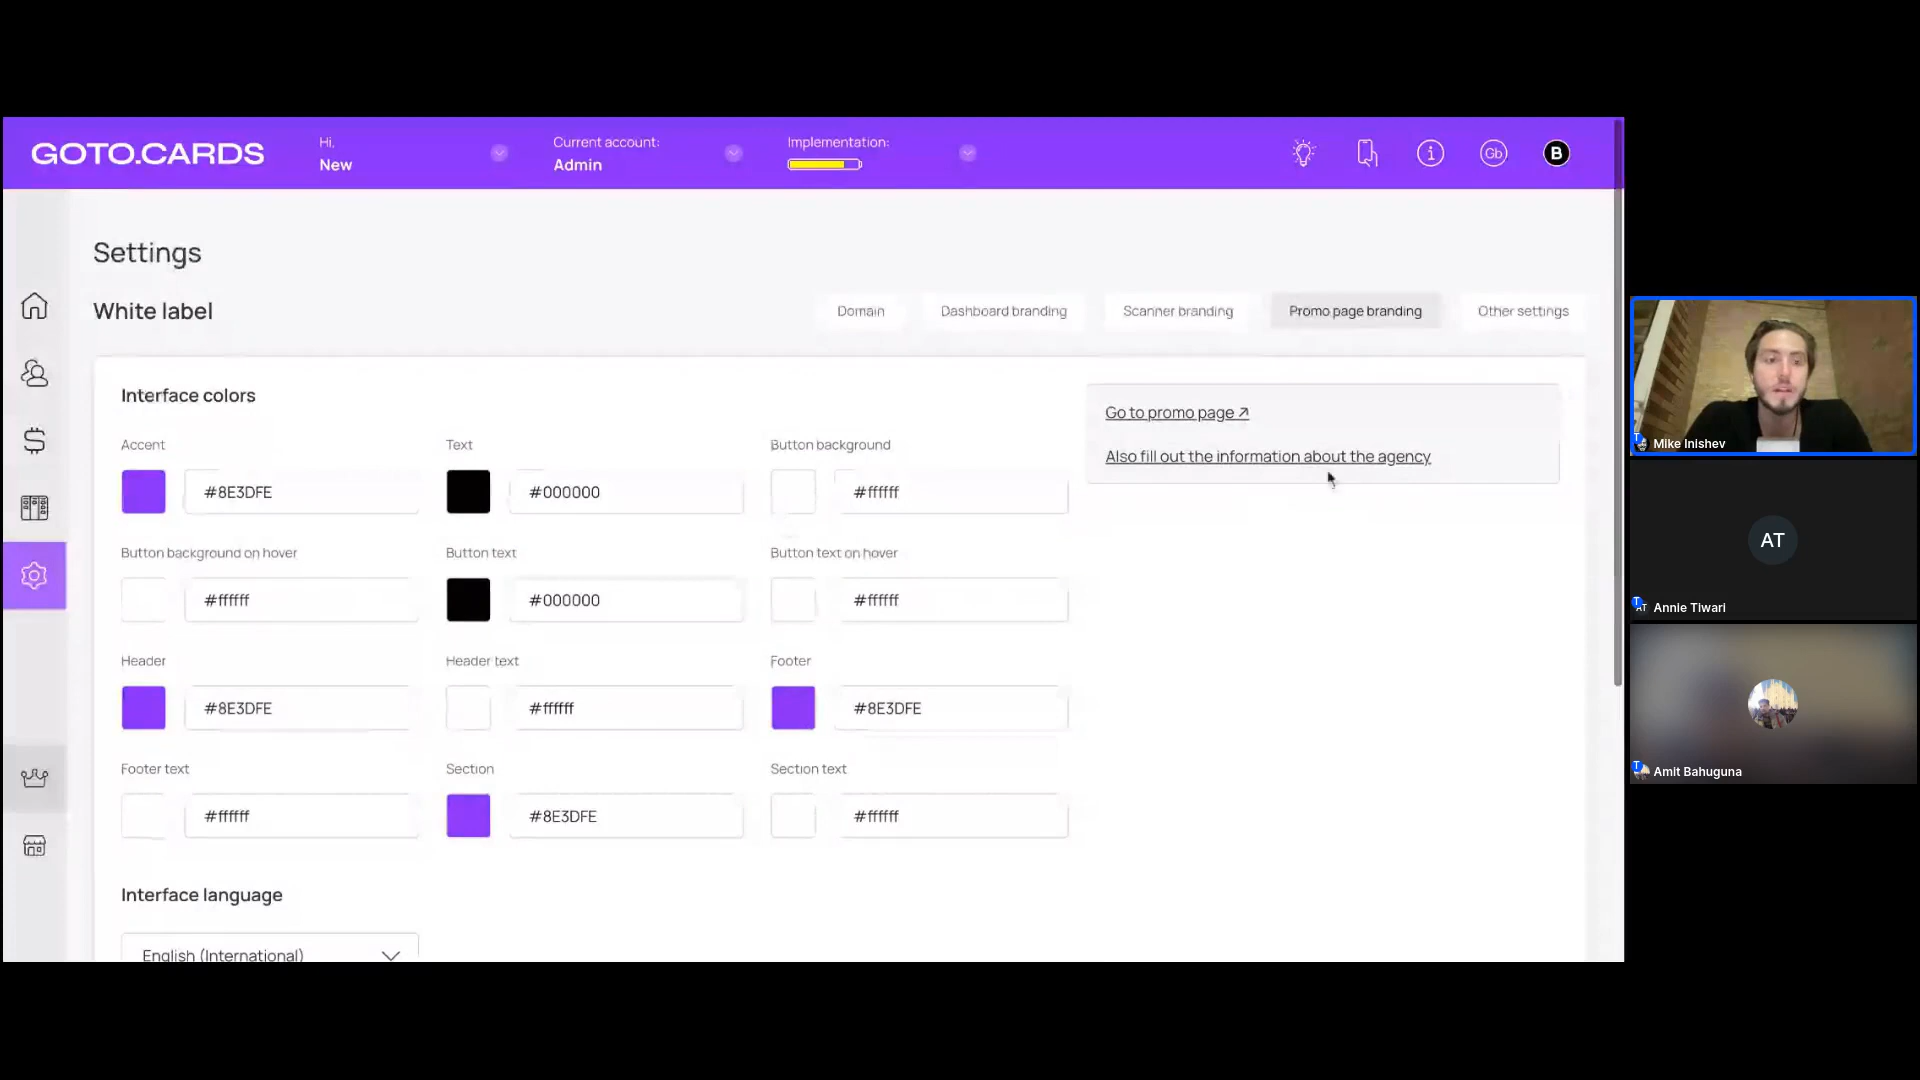 GOTO.CARDS
Hi,
New
Current account:
Admin
Implementation:
Gb
B
Settings
White label
Domain
Dashboard branding
Scanner branding
Promo page branding
Other settings
Interface colors
Go to promo page ↗
Also fill out the information about the agency
Accent
Text
Button background
#8E3DFE
#000000
#ffffff
Button background on hover
Button text
Button text on hover
#ffffff
#000000
#ffffff
Header
Header text
Footer
#8E3DFE
#ffffff
#8E3DFE
Footer text
Section
Section text
#ffffff
#8E3DFE
#ffffff
Interface language
English (International)
Mike Inishev
AT
Annie Tiwari
Amit Bahuguna